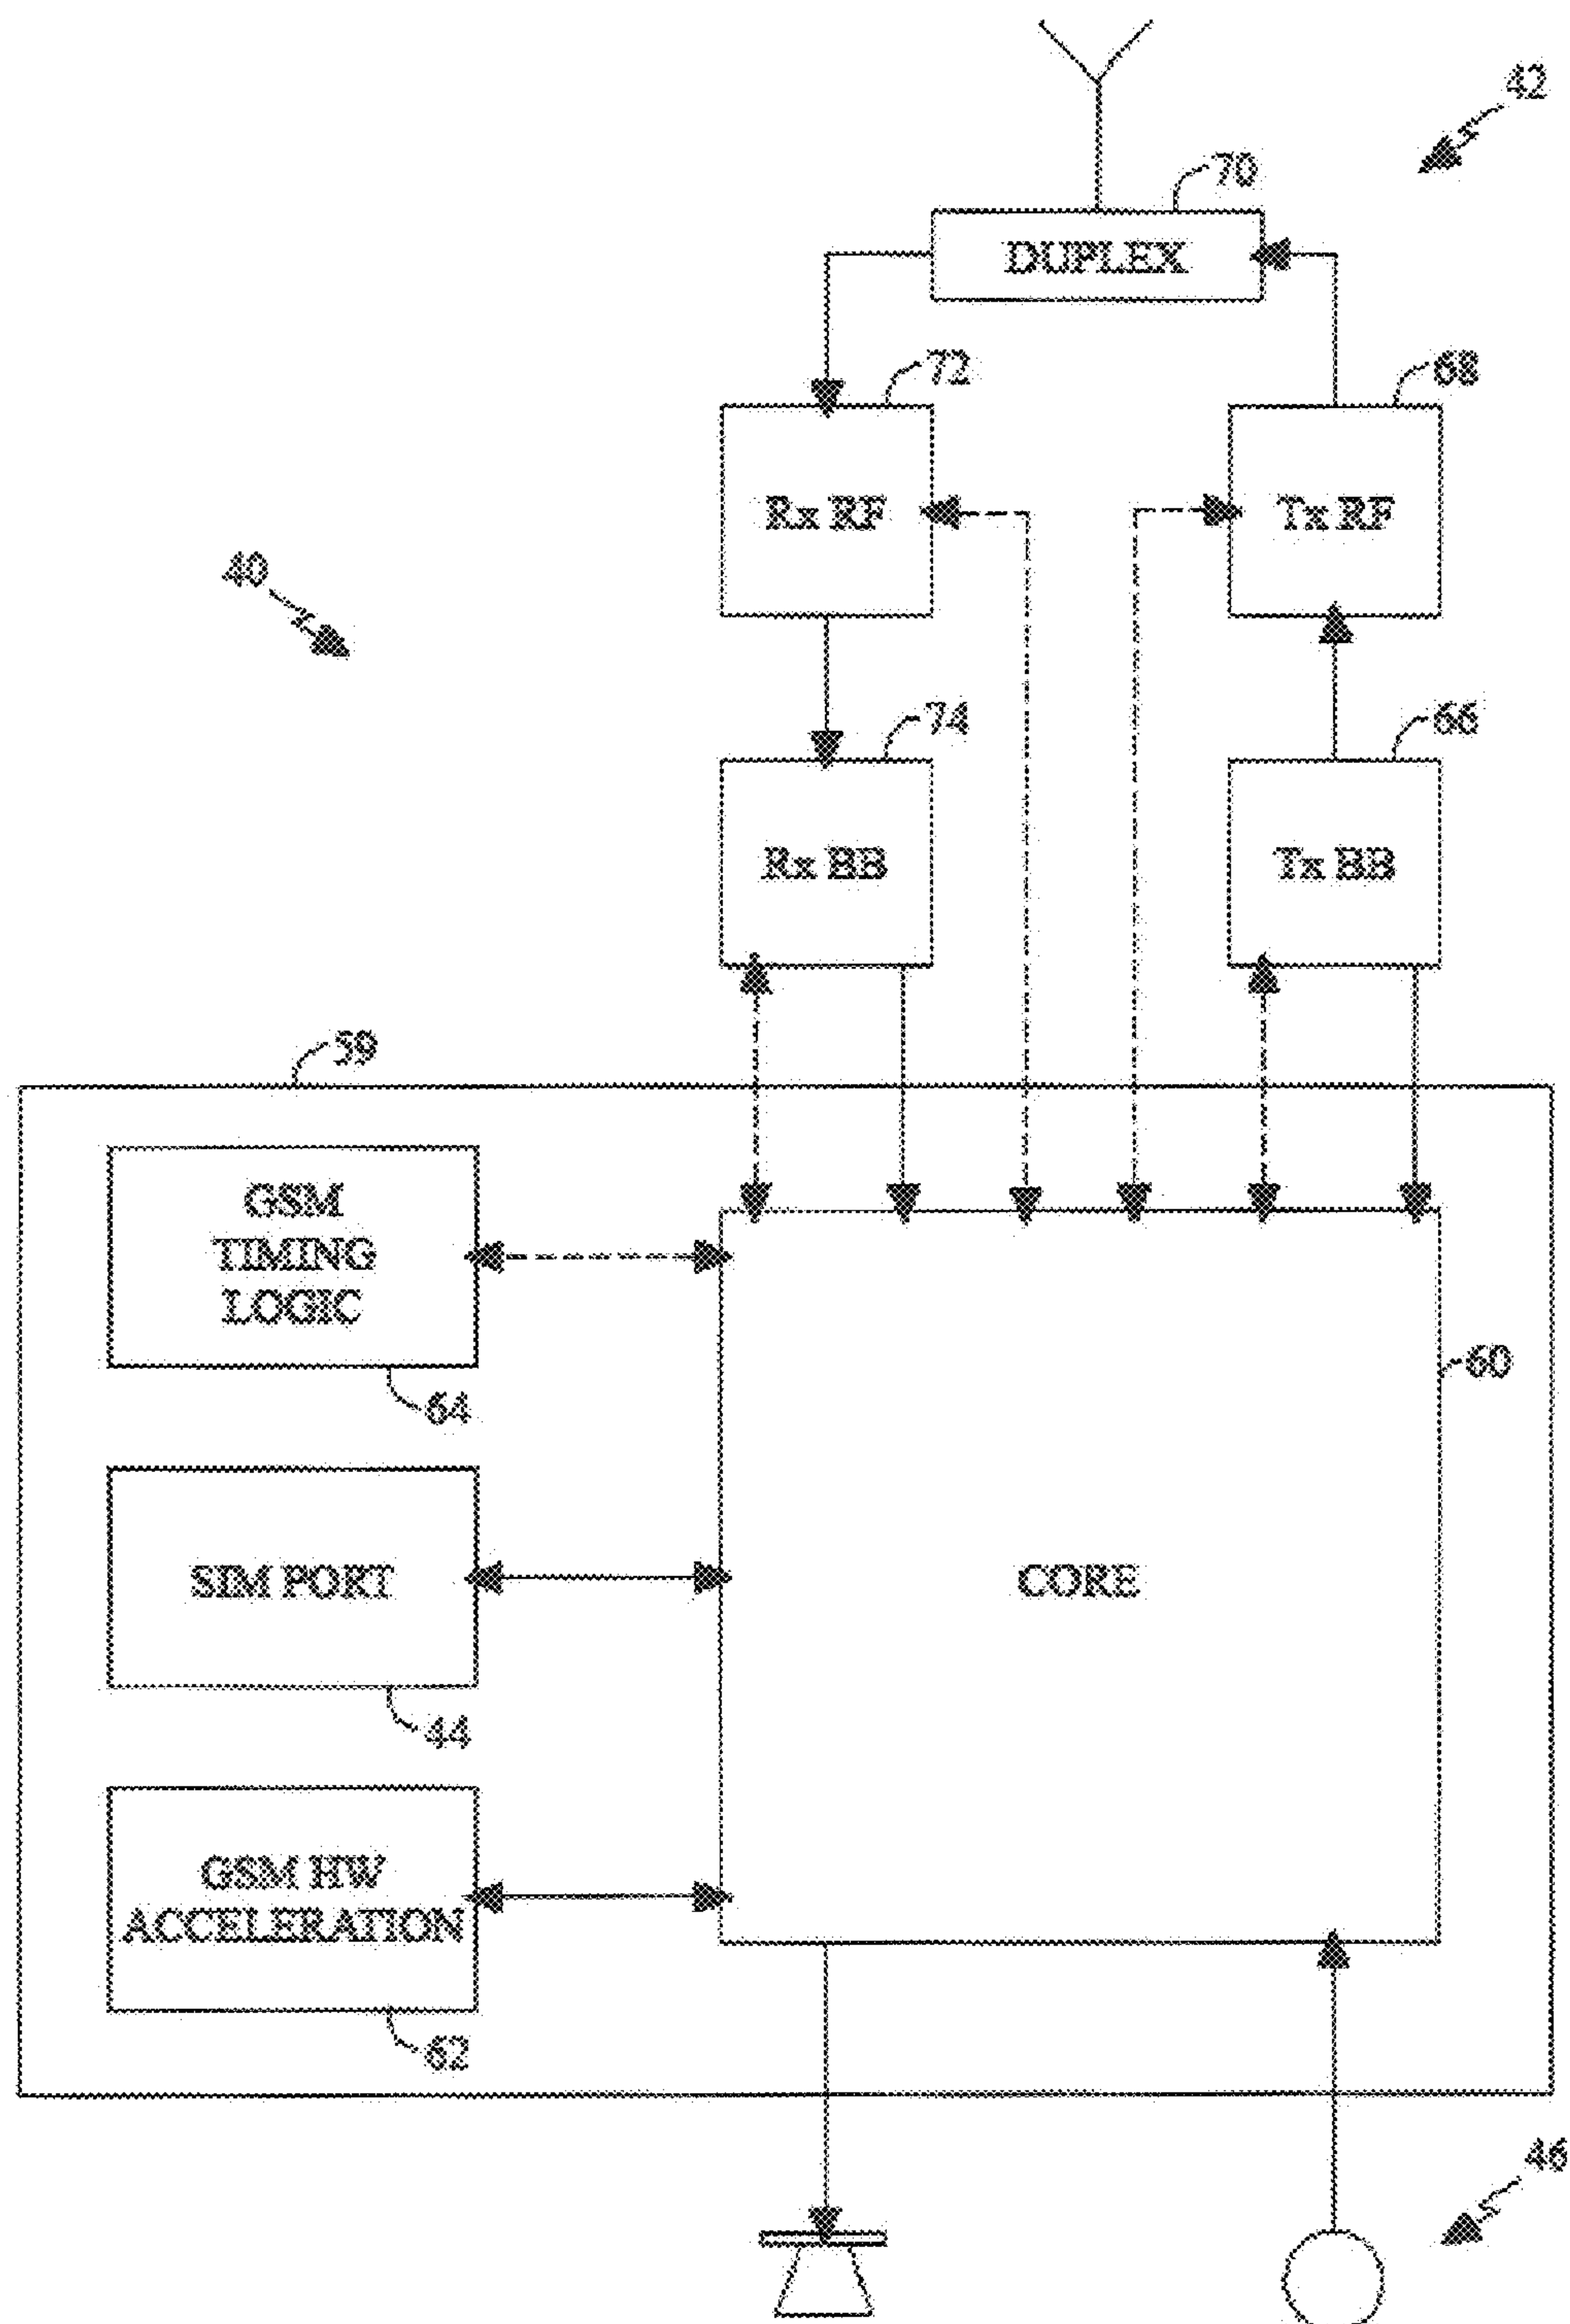 42
70
DUPLEX
72
68
Rx RF
Tx RF
40
74
66
Rx BB
Tx BB
59
GSM
TIMING
LOGIC
60
64
SIM PORT
CORE
44
GSM HW
ACCELERATION
62
46